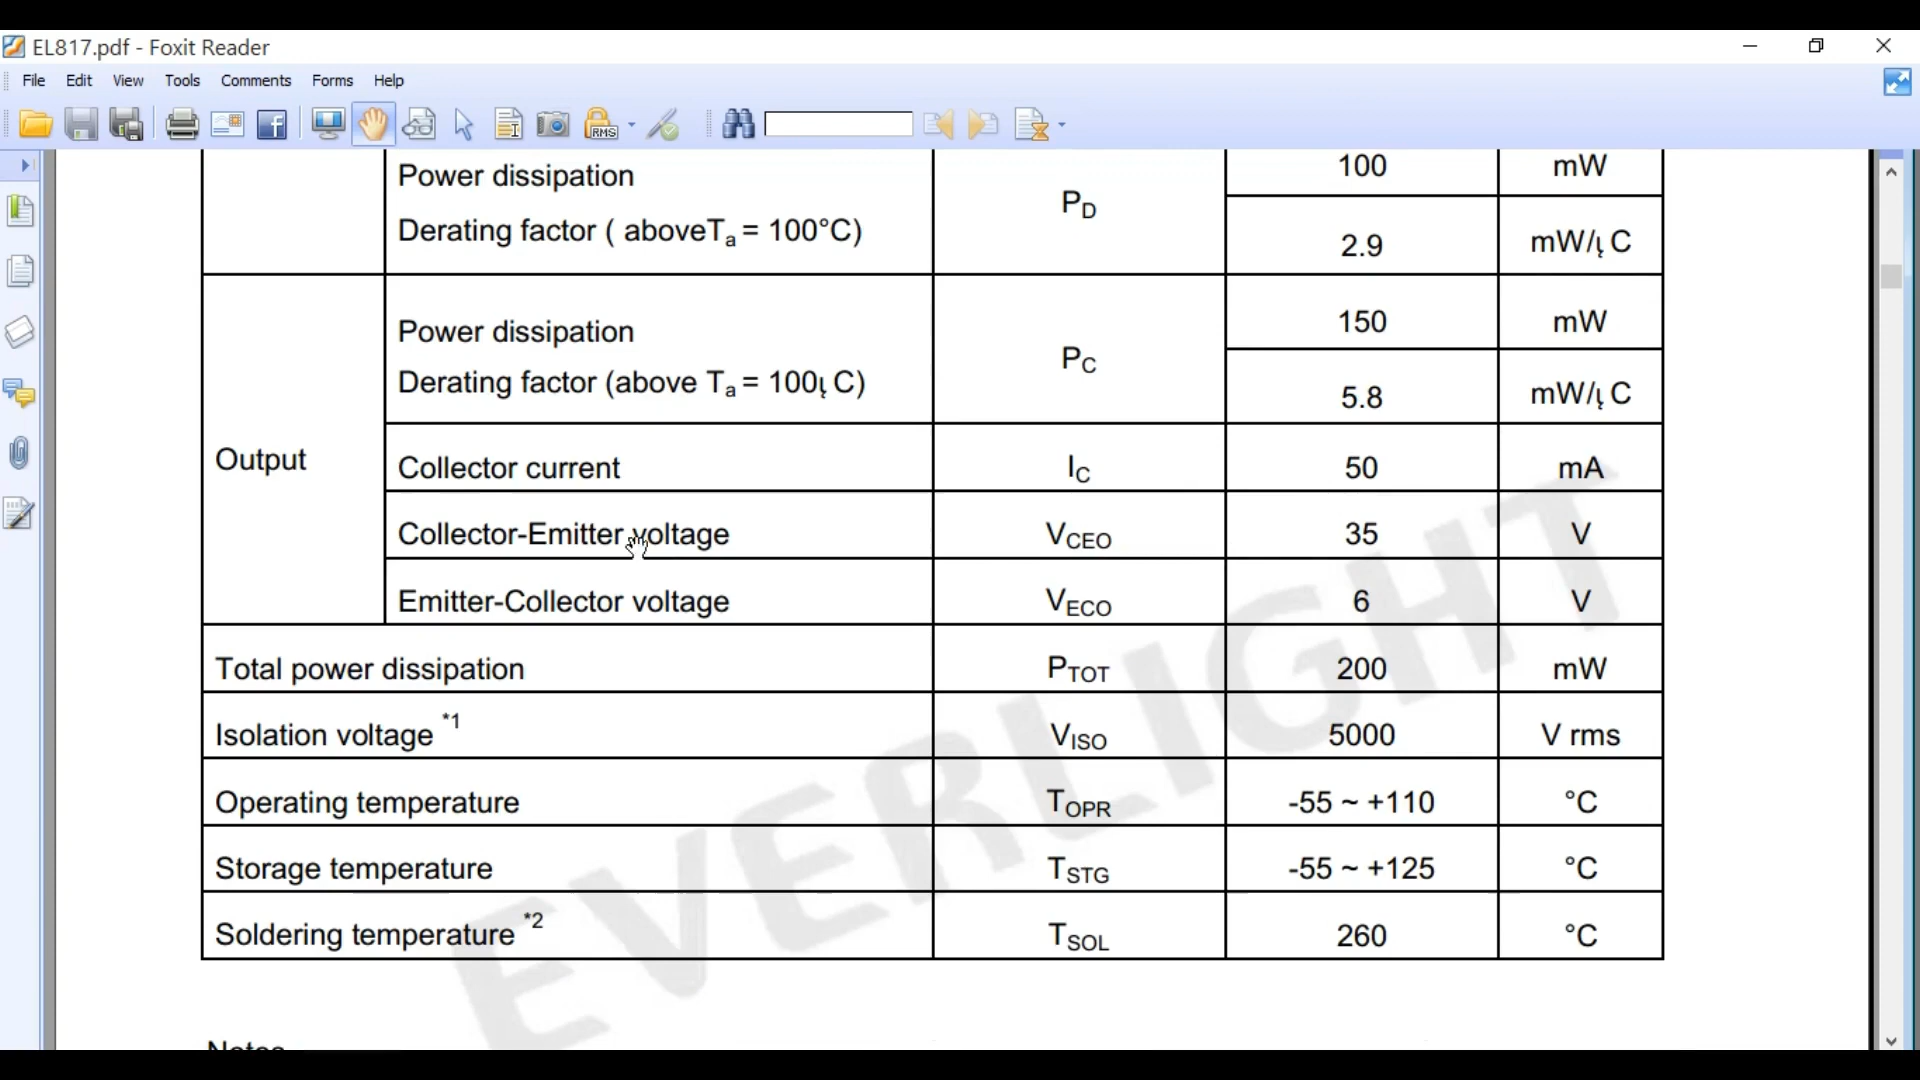 EL817.pdf - Foxit Reader
File Edit View Tools Comments Forms Help
RMS
Power dissipation
Derating factor ( aboveTa = 100°C)
PD
100
mW
2.9
mW/ι C
Output
Power dissipation
Derating factor (above Ta = 100ι C)
PC
150
mW
5.8
mW/ι C
Collector current IC 50 mA
Collector-Emitter voltage VCEO 35 V
Emitter-Collector voltage VECO 6 V
Total power dissipation PTOT 200 mW
Isolation voltage *1 VISO 5000 V rms
Operating temperature TOPR -55 ~ +110 °C
Storage temperature TSTG -55 ~ +125 °C
Soldering temperature *2 TSOL 260 °C
EVERLIGHT
Notes